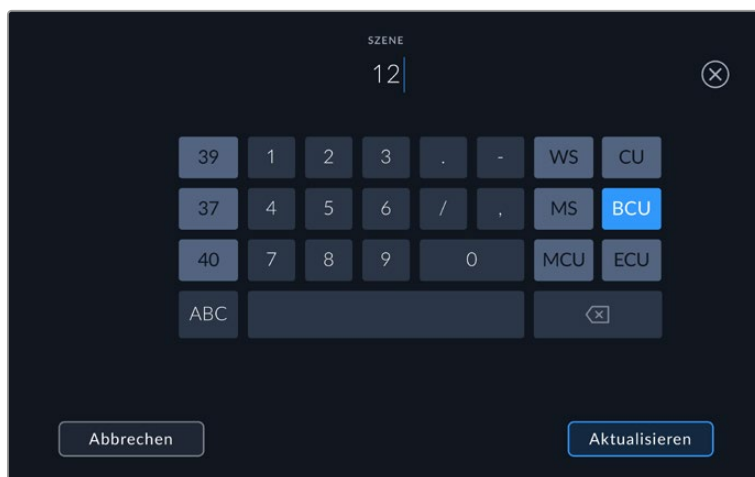 SZENE
12
39 1 2 3 . - WS CU
37 4 5 6 / , MS BCU
40 7 8 9 0 MCU ECU
ABC
Abbrechen Aktualisieren